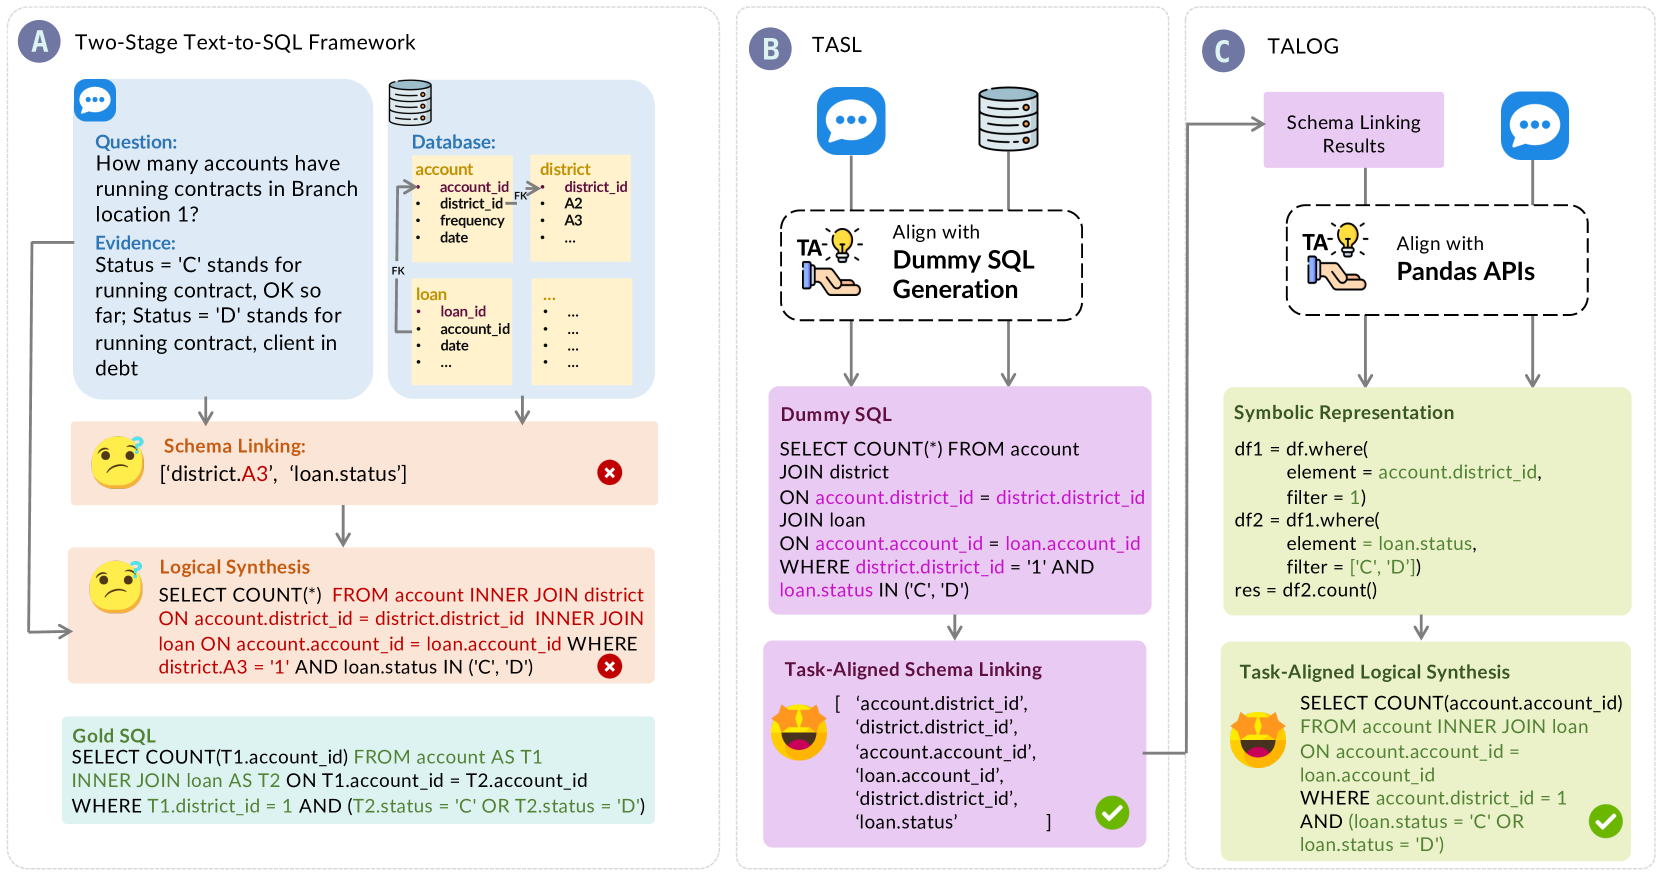 A
Two-Stage Text-to-SQL Framework
Question:
How many accounts have
running contracts in Branch
location 1?
Evidence:
Status = 'C' stands for
running contract, OK so
far; Status = 'D' stands for
running contract, client in
debt
Database:
account
• account_id
• district_id
• frequency
• date
FK
district
• district_id
• A2
• A3
• ...
FK
loan
• loan_id
• account_id
• date
• ...
...
• ...
• ...
• ...
• ...
Schema Linking:
[‘district.A3’, ‘loan.status’]
Logical Synthesis
SELECT COUNT(*) FROM account INNER JOIN district
ON account.district_id = district.district_id INNER JOIN
loan ON account.account_id = loan.account_id WHERE
district.A3 = '1' AND loan.status IN ('C', 'D')
Gold SQL
SELECT COUNT(T1.account_id) FROM account AS T1
INNER JOIN loan AS T2 ON T1.account_id = T2.account_id
WHERE T1.district_id = 1 AND (T2.status = 'C' OR T2.status = 'D')
B
TASL
TA
Align with
Dummy SQL
Generation
Dummy SQL
SELECT COUNT(*) FROM account
JOIN district
ON account.district_id = district.district_id
JOIN loan
ON account.account_id = loan.account_id
WHERE district.district_id = '1' AND
loan.status IN ('C', 'D')
Task-Aligned Schema Linking
[ ‘account.district_id’,
‘district.district_id’,
‘account.account_id’,
‘loan.account_id’,
‘district.district_id’,
‘loan.status’ ]
C
TALOG
Schema Linking
Results
TA
Align with
Pandas APIs
Symbolic Representation
df1 = df.where(
element = account.district_id,
filter = 1)
df2 = df1.where(
element = loan.status,
filter = ['C', 'D'])
res = df2.count()
Task-Aligned Logical Synthesis
SELECT COUNT(account.account_id)
FROM account INNER JOIN loan
ON account.account_id =
loan.account_id
WHERE account.district_id = 1
AND (loan.status = 'C' OR
loan.status = 'D')